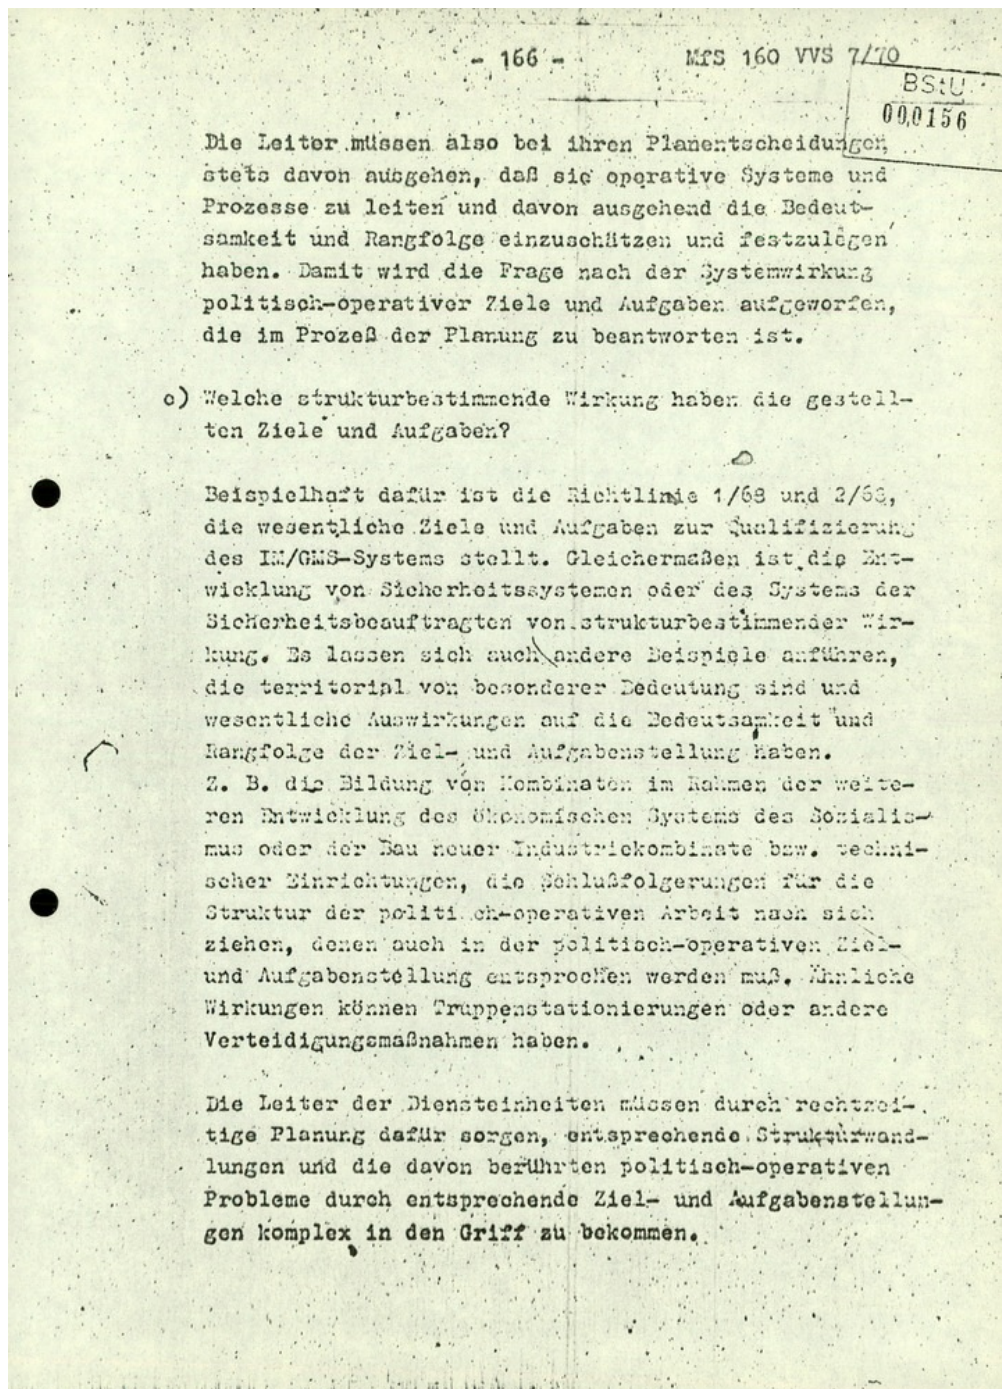 - 166 -
MfS 160 VVS 7/70
BStU
000156
Die Leiter müssen also bei ihren Planentscheidungen
stets davon ausgehen, daß sie operative Systeme und
Prozesse zu leiten und davon ausgehend die Bedeut-
samkeit und Rangfolge einzuschätzen und festzulegen
haben. Damit wird die Frage nach der Systemwirkung
politisch-operativer Ziele und Aufgaben aufgeworfen,
die im Prozeß der Planung zu beantworten ist.
c) Welche strukturbestimmende Wirkung haben die gestell-
ten Ziele und Aufgaben?
Beispielhaft dafür ist die Richtlinie 1/68 und 2/68,
die wesentliche Ziele und Aufgaben zur Qualifizierung
des IM/GMS-Systems stellt. Gleichermaßen ist die Ent-
wicklung von Sicherheitssystemen oder des Systems der
Sicherheitsbeauftragten von strukturbestimmender Wir-
kung. Es lassen sich auch andere Beispiele anführen,
die territorial von besonderer Bedeutung sind und
wesentliche Auswirkungen auf die Bedeutsamkeit und
Rangfolge der Ziel- und Aufgabenstellung haben.
Z. B. die Bildung von Kombinaten im Rahmen der weite-
ren Entwicklung des ökonomischen Systems des Sozialis-
mus oder der Bau neuer Industriekombinate bzw. techni-
scher Einrichtungen, die Schlußfolgerungen für die
Struktur der politi ch-operativen Arbeit nach sich
ziehen, denen auch in der politisch-operativen Ziel-
und Aufgabenstellung entsprochen werden muß. Ähnliche
Wirkungen können Truppenstationierungen oder andere
Verteidigungsmaßnahmen haben.
Die Leiter der Diensteinheiten müssen durch rechtzei-
tige Planung dafür sorgen, entsprechende Strukturwand-
lungen und die davon berührten politisch-operativen
Probleme durch entsprechende Ziel- und Aufgabenstellun-
gen komplex in den Griff zu bekommen.